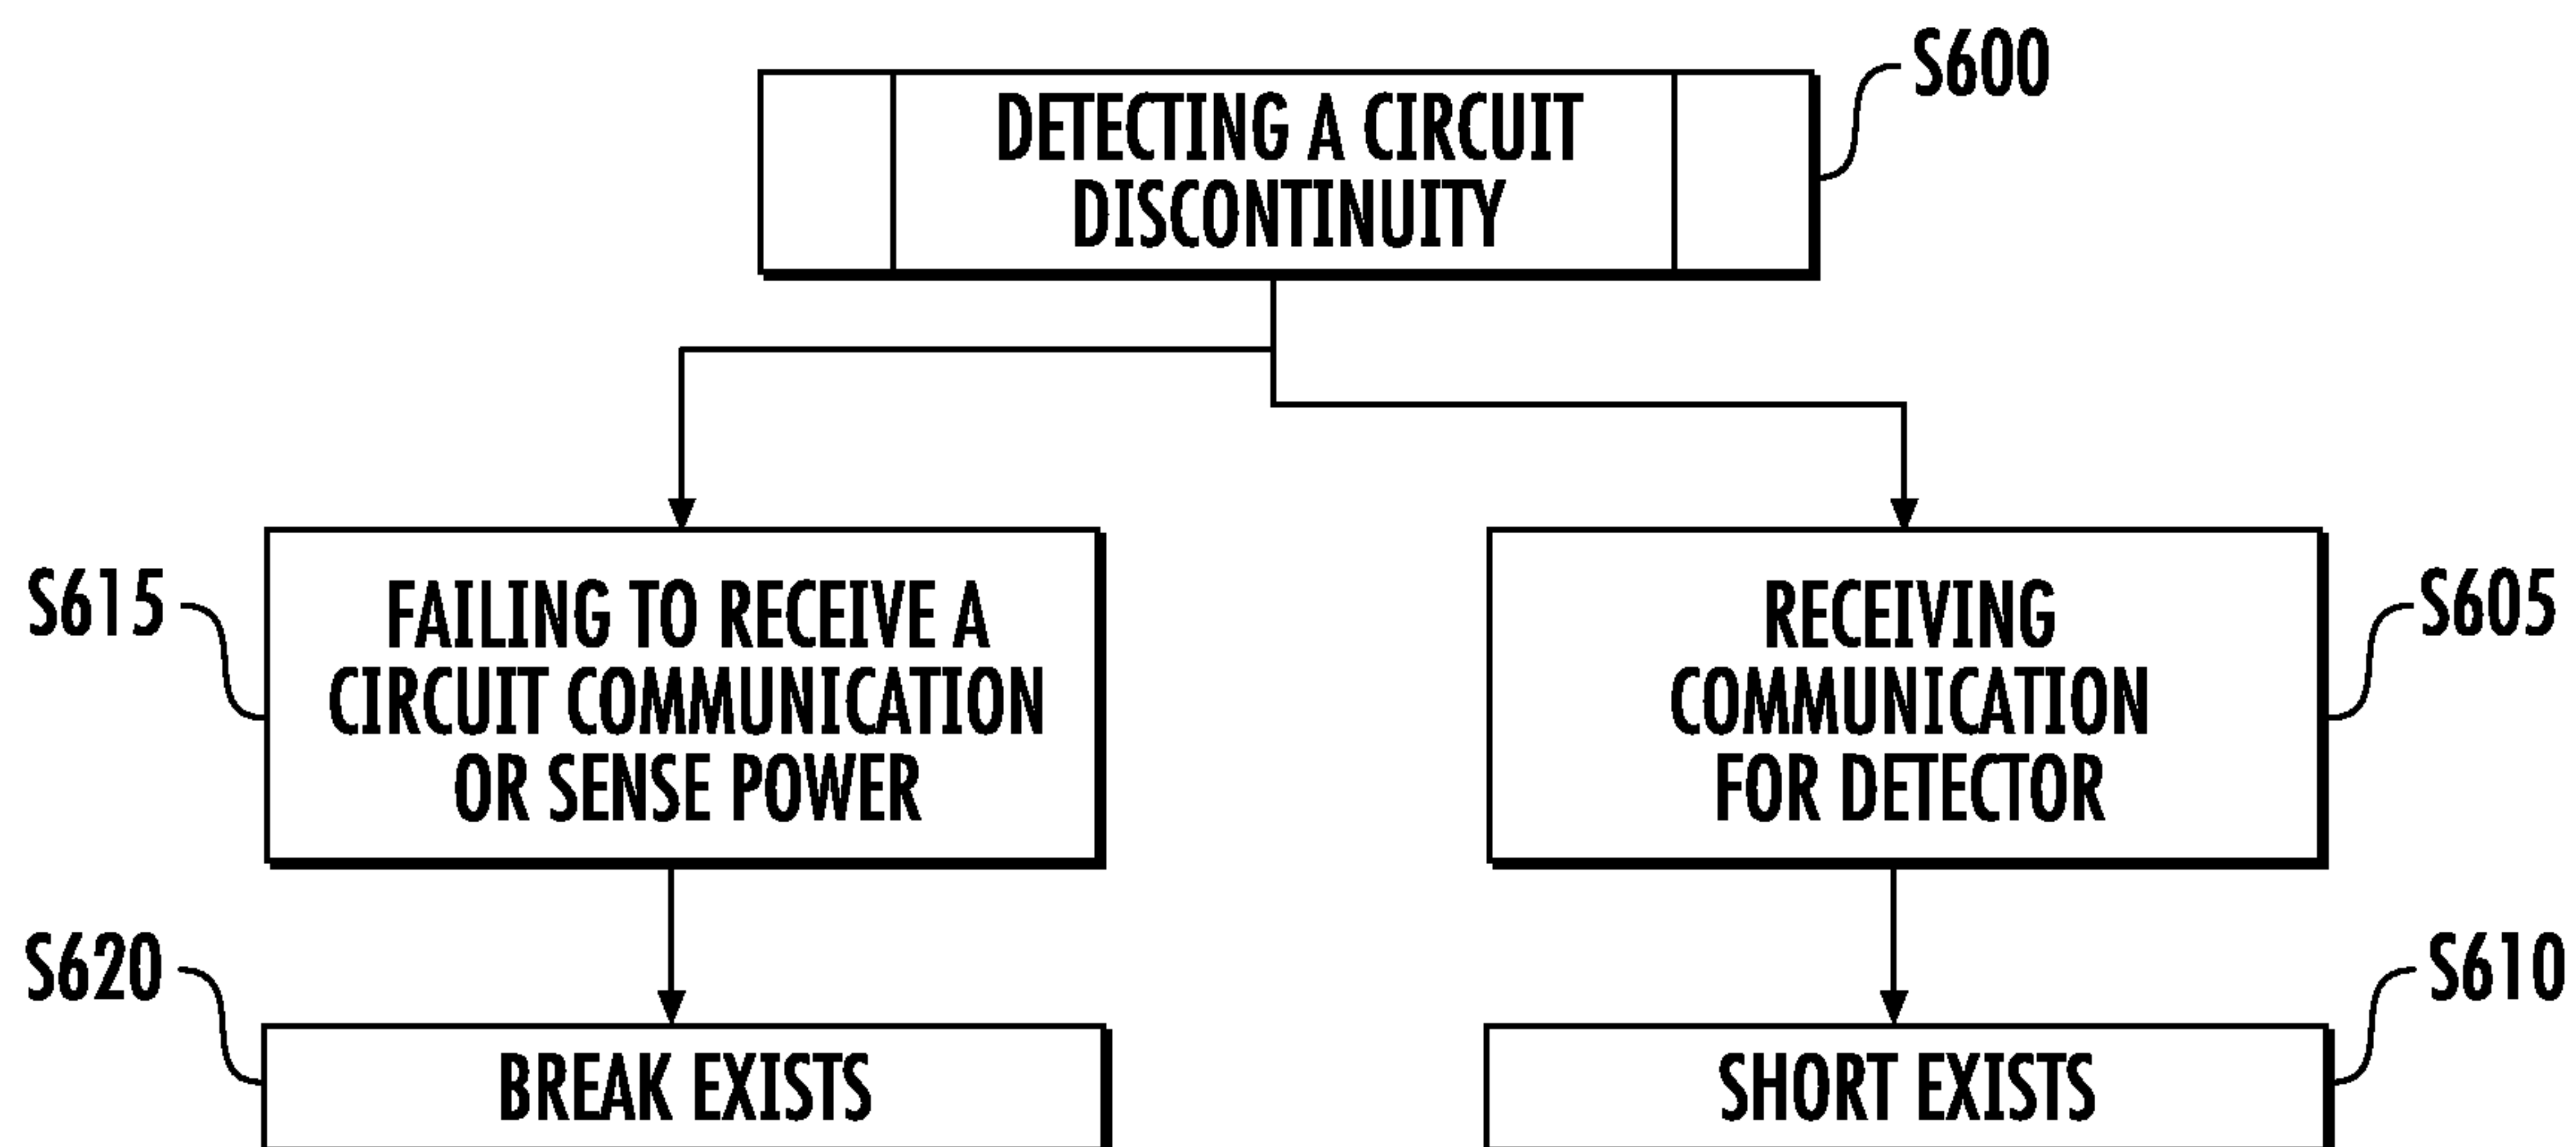 S600
DETECTING A CIRCUIT
DISCONTINUITY
S615
FAILING TO RECEIVE A
CIRCUIT COMMUNICATION
OR SENSE POWER
RECEIVING
COMMUNICATION
FOR DETECTOR
S605
S620
BREAK EXISTS
SHORT EXISTS
S610